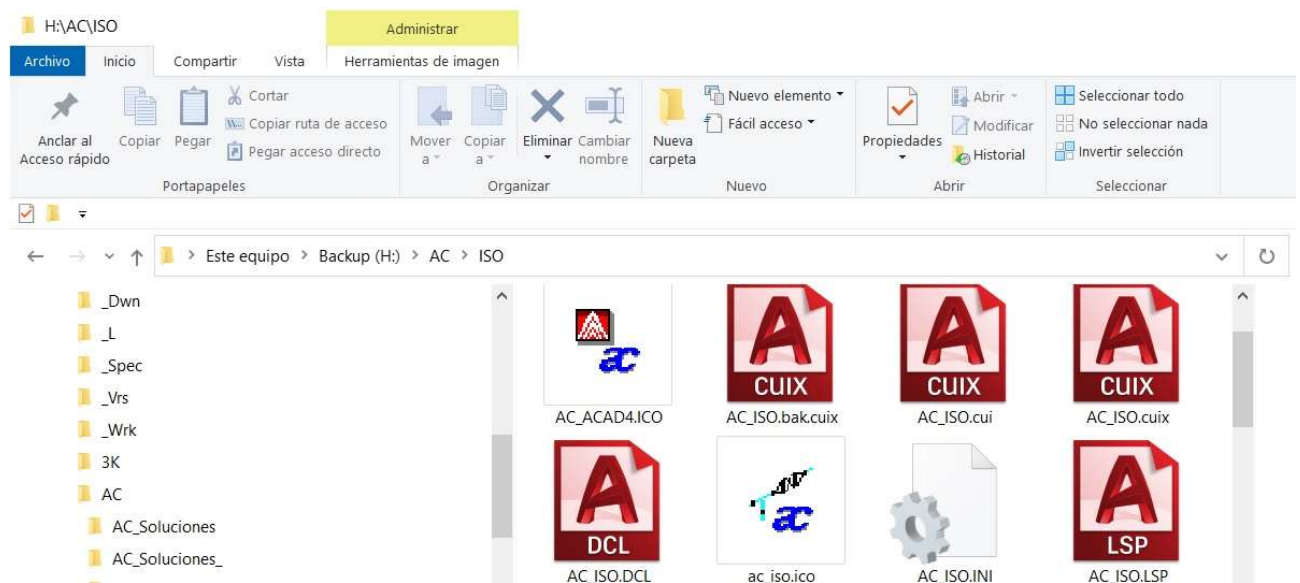 H:\AC\ISO
Administrar
Archivo Inicio Compartir Vista Herramientas de imagen
Anclar al
Acceso rápido
Copiar
Pegar
Cortar
Copiar ruta de acceso
Pegar acceso directo
Portapapeles
Mover
a
Copiar
a
Eliminar
Cambiar
nombre
Organizar
Nueva
carpeta
Nuevo elemento
Fácil acceso
Nuevo
Propiedades
Abrir
Modificar
Historial
Abrir
Seleccionar todo
No seleccionar nada
Invertir selección
Seleccionar
Este equipo > Backup (H:) > AC > ISO
_Dwn
_L
_Spec
_Vrs
_Wrk
3K
AC
AC_Soluciones
AC_Soluciones_
ac
AC_ACAD4.ICO
CUIX
AC_ISO.bak.cuix
CUIX
AC_ISO.cui
CUIX
AC_ISO.cuix
DCL
AC_ISO.DCL
ac
ac_iso.ico
AC_ISO.INI
LSP
AC_ISO.LSP